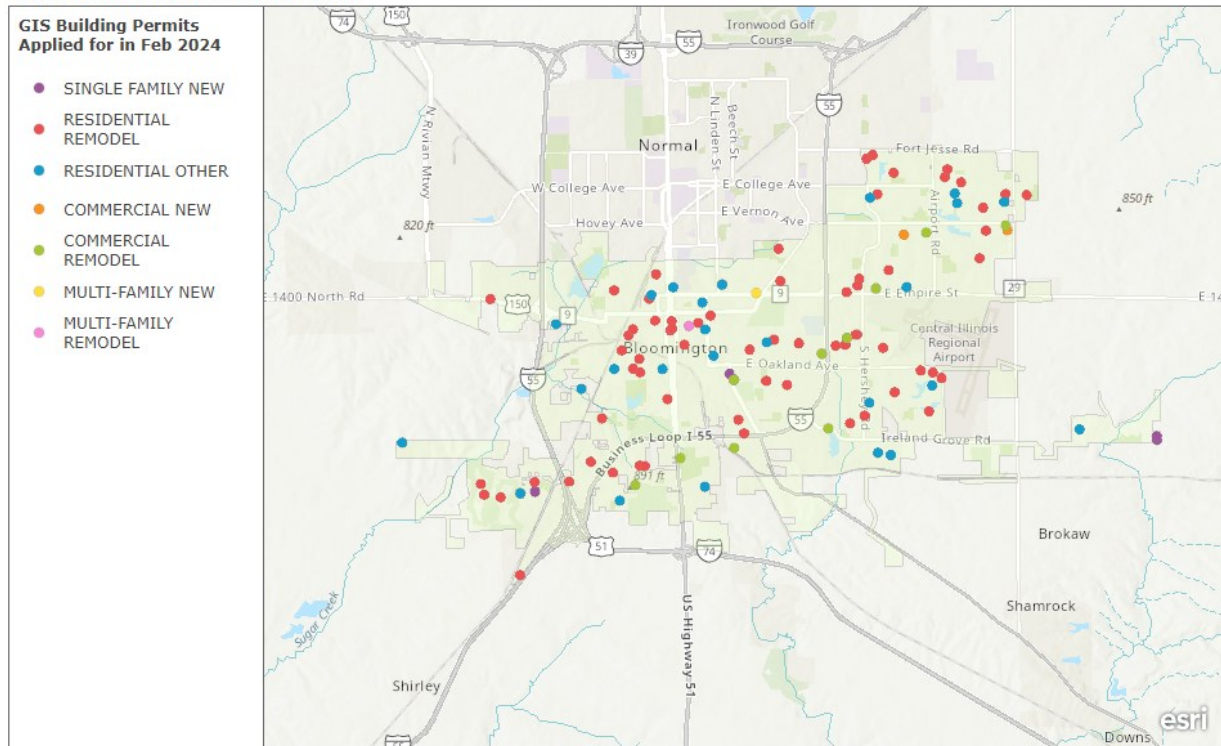 GIS Building Permits
Applied for in Feb 2024
SINGLE FAMILY NEW
RESIDENTIAL
REMODEL
RESIDENTIAL OTHER
COMMERCIAL NEW
COMMERCIAL
REMODEL
MULTI-FAMILY NEW
MULTI-FAMILY
REMODEL
150
74
Ironwood Golf
Course
55
39
55
N Rivian Mtwy
N Linden St
Beech St
Normal
Fort Jesse Rd
W College Ave
E College Ave
Airport Rd
850 ft
E Vernon Ave
820 ft
Hovey Ave
29
E 1400 North Rd
150
9
9
E Empire St
E 14
Central Illinois
Regional
Airport
Bloomington
E Oakland Ave
S Hershey Rd
55
55
Business Loop I 55
Ireland Grove Rd
891 ft
51
74
Brokaw
Sugar Creek
US Highway 51
Shamrock
Shirley
esri
Downs